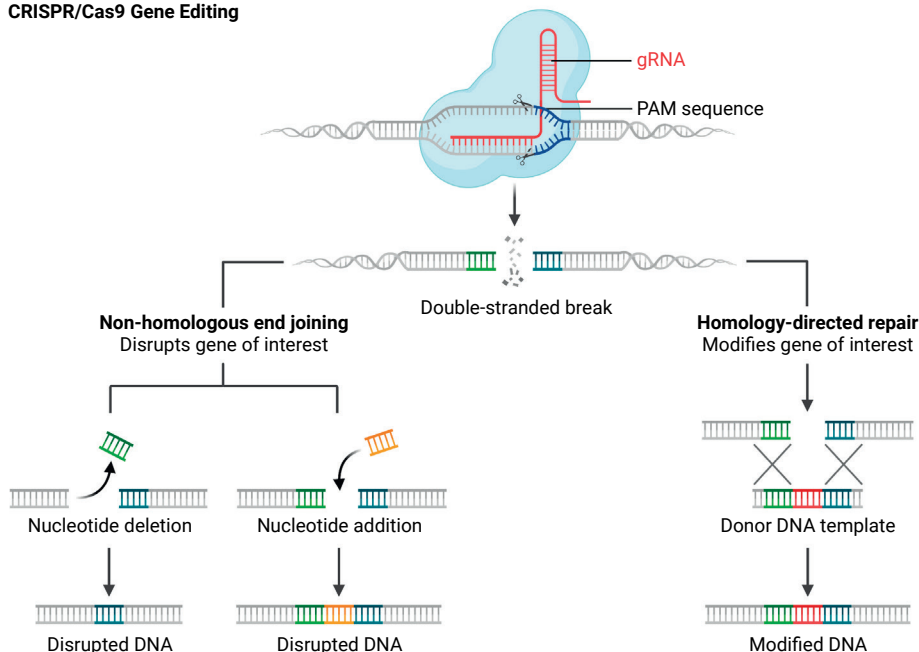 CRISPR/Cas9 Gene Editing
gRNA
PAM sequence
Double-stranded break
Non-homologous end joining
Disrupts gene of interest
Homology-directed repair
Modifies gene of interest
Nucleotide deletion
Nucleotide addition
Donor DNA template
Disrupted DNA
Disrupted DNA
Modified DNA